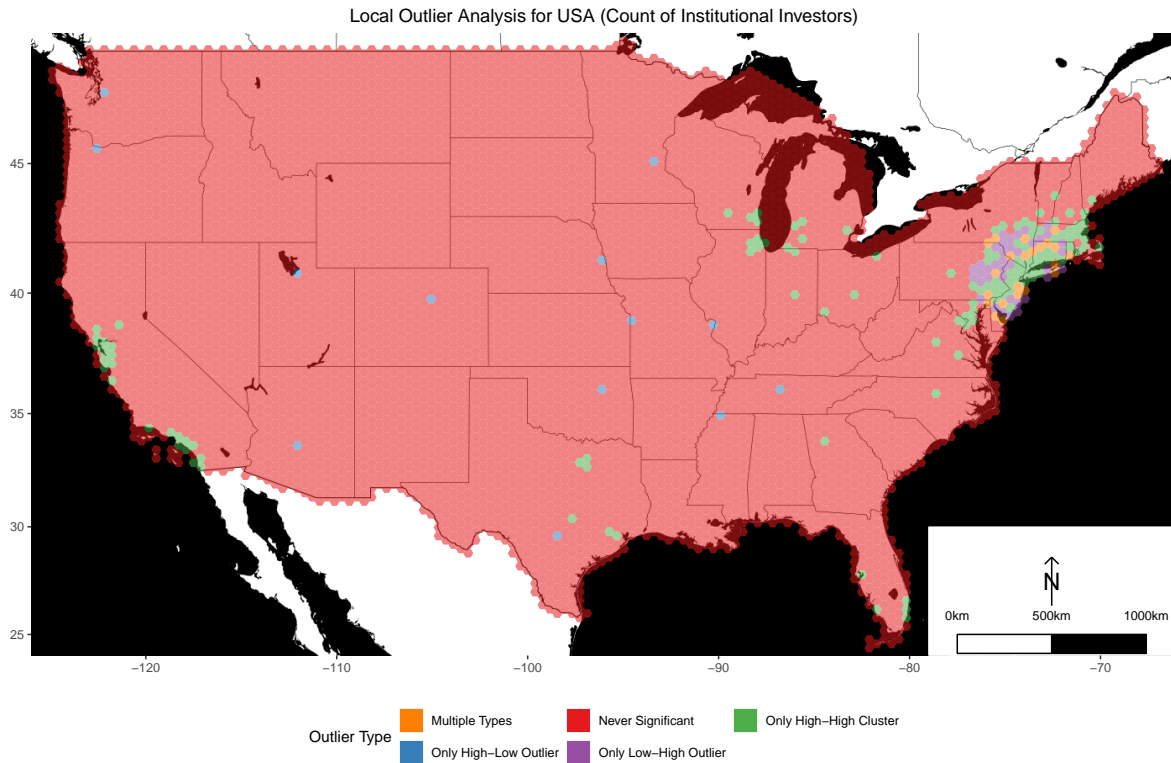 Local Outlier Analysis for USA (Count of Institutional Investors)
45
40
35
30
25
N
0km 500km 1000km
−120 −110 −100 −90 −80 −70
Outlier Type
Multiple Types Never Significant Only High−High Cluster
Only High−Low Outlier Only Low−High Outlier